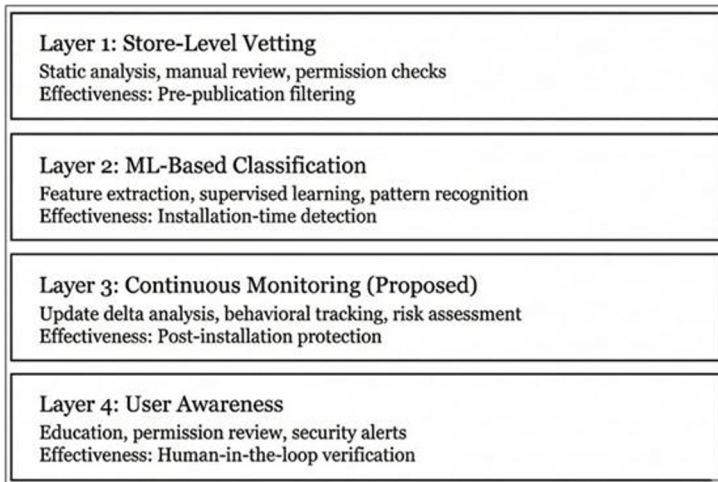 Layer 1: Store-Level Vetting
Static analysis, manual review, permission checks
Effectiveness: Pre-publication filtering
Layer 2: ML-Based Classification
Feature extraction, supervised learning, pattern recognition
Effectiveness: Installation-time detection
Layer 3: Continuous Monitoring (Proposed)
Update delta analysis, behavioral tracking, risk assessment
Effectiveness: Post-installation protection
Layer 4: User Awareness
Education, permission review, security alerts
Effectiveness: Human-in-the-loop verification